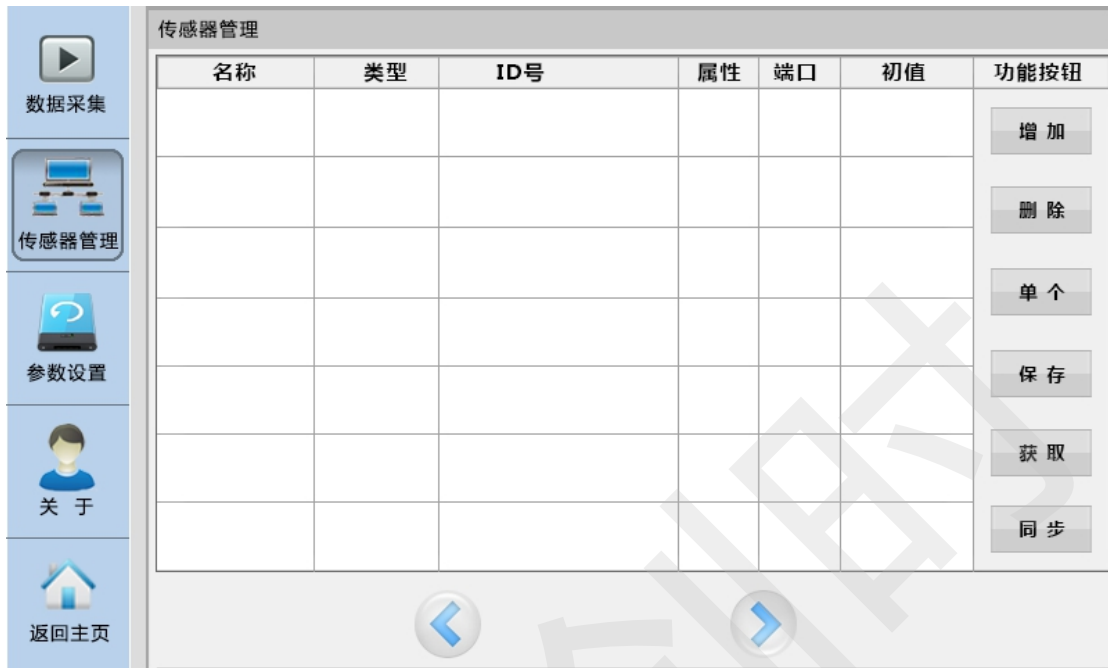 传感器管理
名称 类型 ID号 属性 端口 初值 功能按钮
数据采集
传感器管理
参数设置
关 于
返回主页
增 加
删 除
单 个
保 存
获 取
同 步